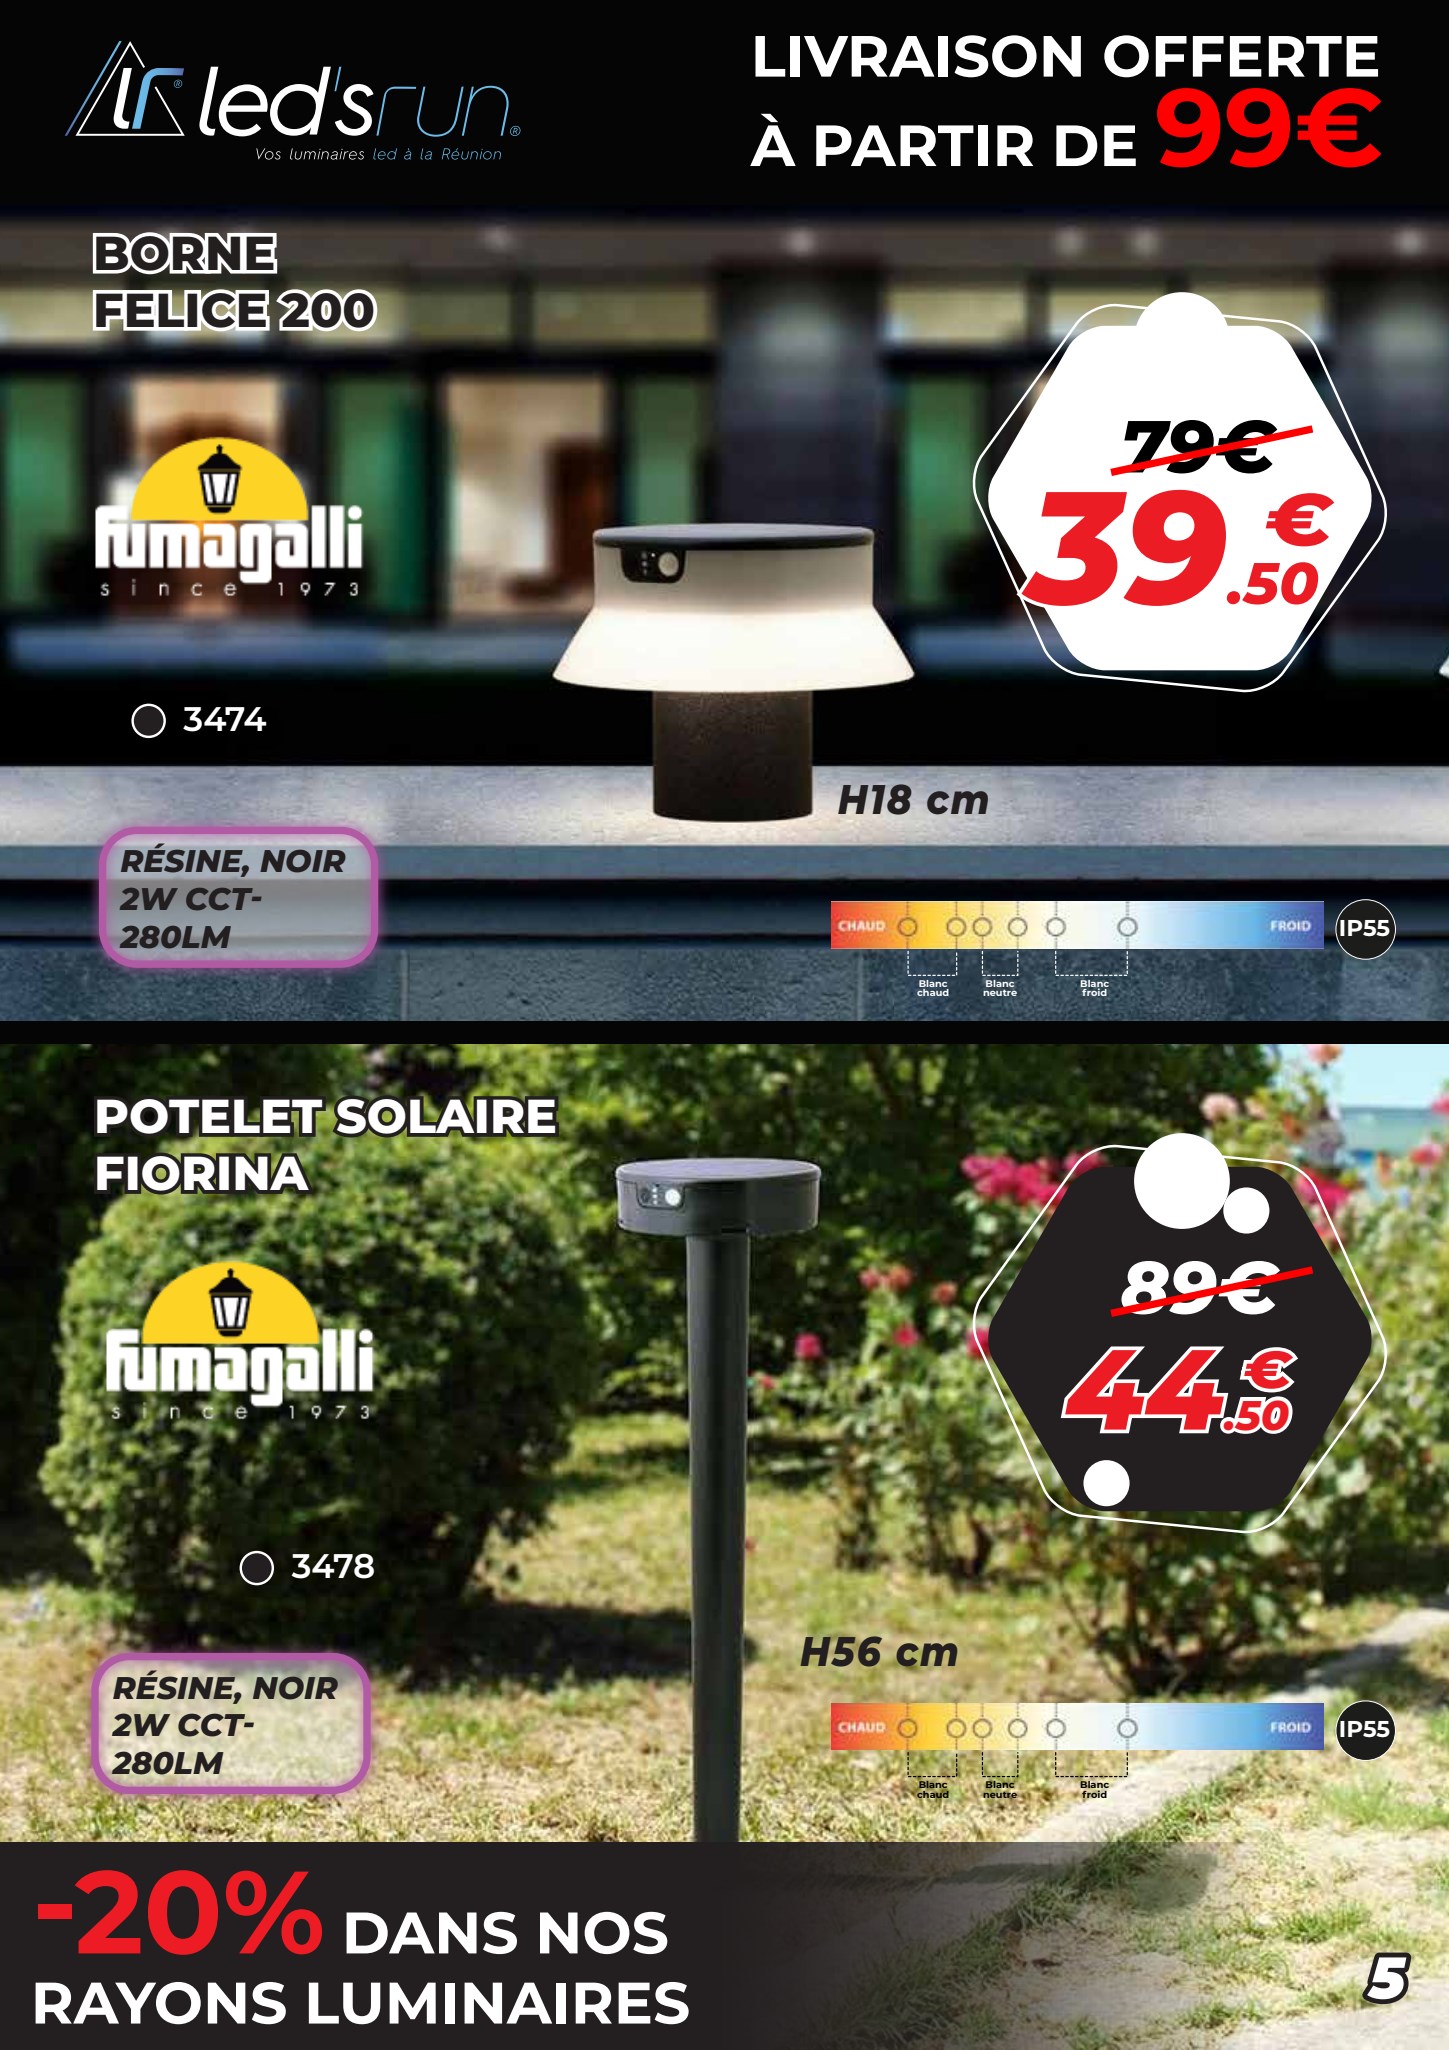 LIVRAISON OFFERTE
À PARTIR DE 99€
Lr® led'srun®
Vos luminaires led à la Réunion
BORNE
FELICE 200
79€
39€.50
fumagalli
since 1973
3474
H18 cm
RÉSINE, NOIR
2W CCT-
280LM
CHAUD FROID IP55
Blanc chaud
Blanc neutre
Blanc froid
POTELET SOLAIRE
FIORINA
89€
44€.50
fumagalli
since 1973
3478
H56 cm
RÉSINE, NOIR
2W CCT-
280LM
CHAUD FROID IP55
Blanc chaud
Blanc neutre
Blanc froid
-20% DANS NOS
RAYONS LUMINAIRES
5